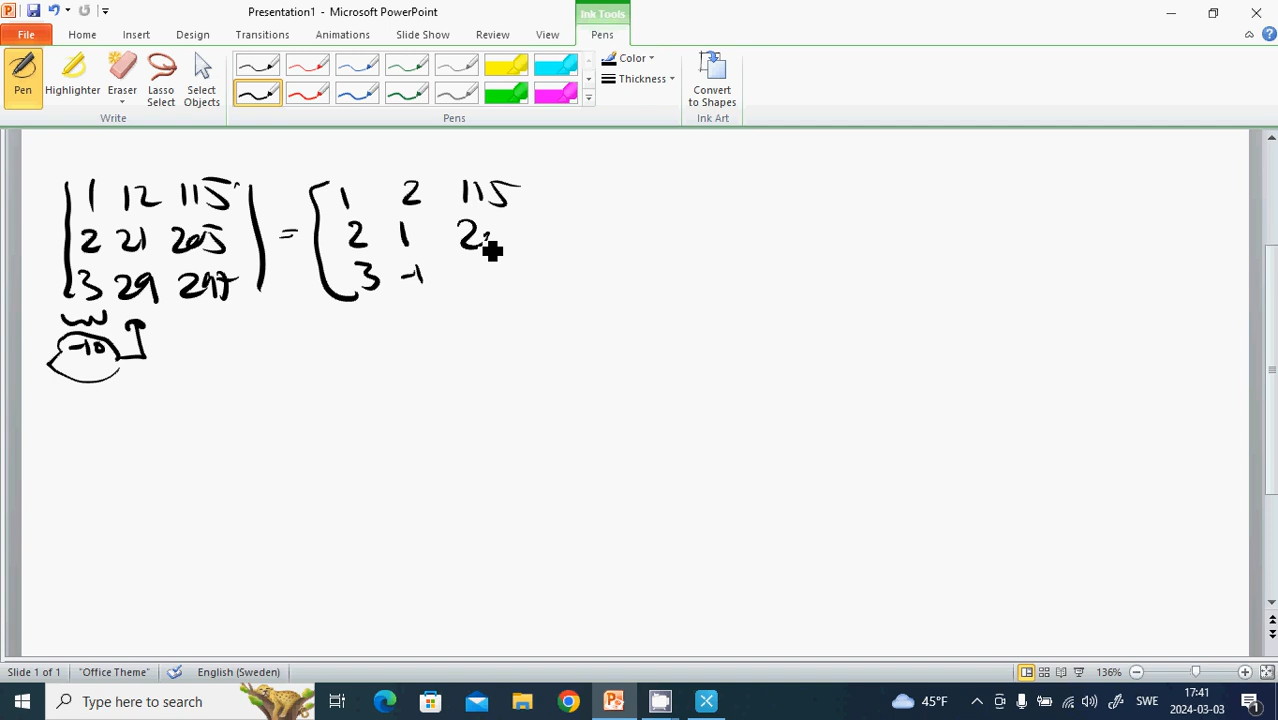 Presentation1 - Microsoft PowerPoint
Ink Tools
File Home Insert Design Transitions Animations Slide Show Review View Pens
Pen Highlighter Eraser Lasso Select Select Objects
Color
Thickness
Convert to Shapes
Write Pens Ink Art
| 1 12 115 | = [ 1 2 115
2 21 205 2 1 2
3 29 297 3 -1
-10
Slide 1 of 1 "Office Theme" English (Sweden) 136%
Type here to search 45°F SWE 17:41
2024-03-03